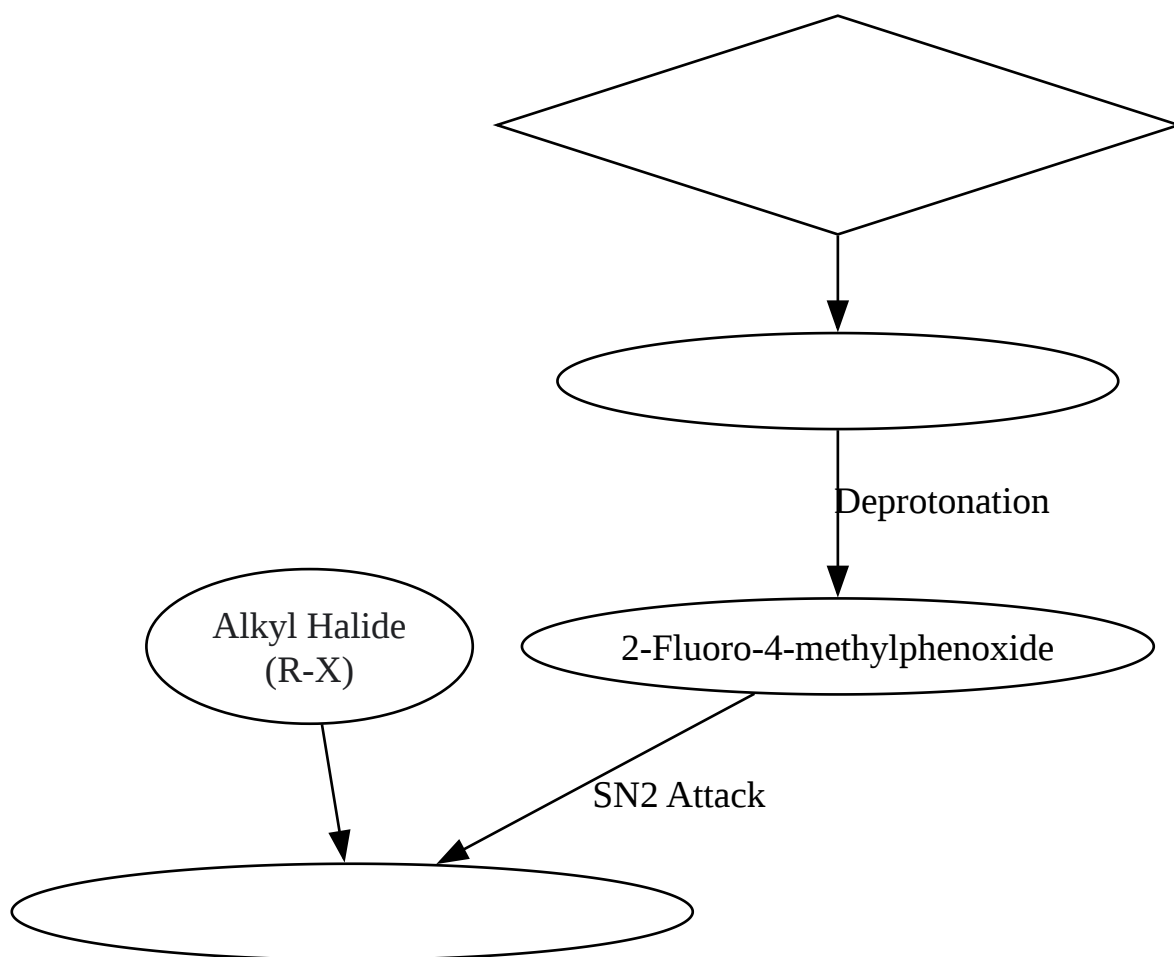 Deprotonation
Alkyl Halide
(R-X)
2-Fluoro-4-methylphenoxide
SN2 Attack